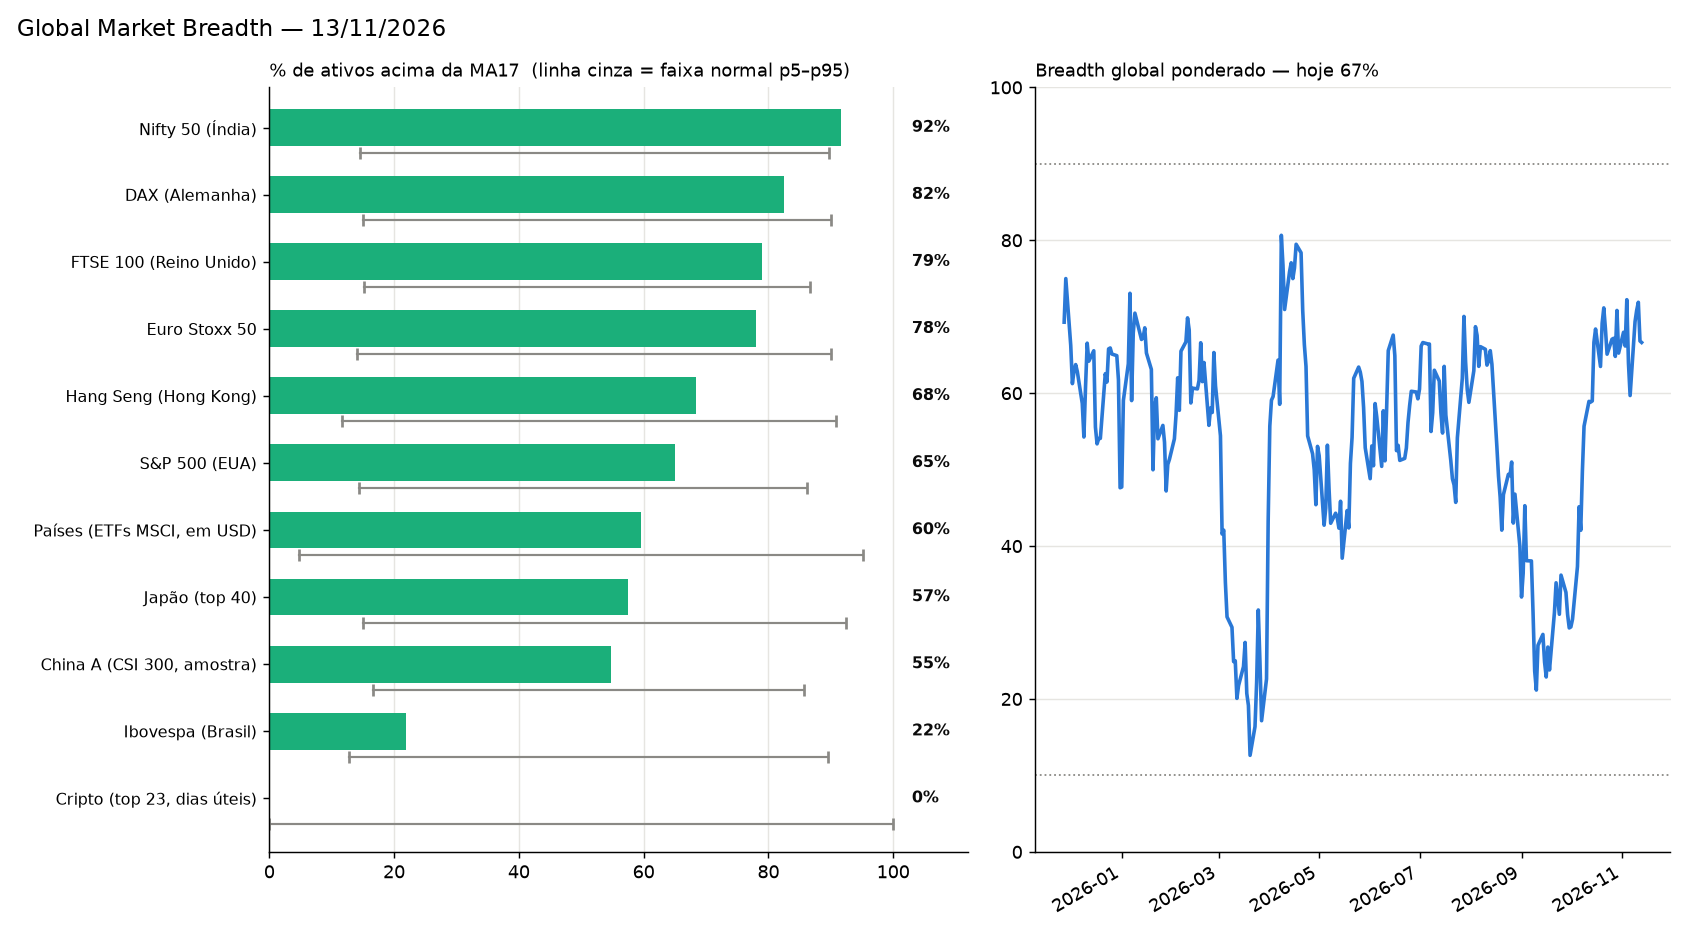 Global Market Breadth — 13/11/2026
% de ativos acima da MA17  (linha cinza = faixa normal p5–p95)
Nifty 50 (Índia) 92%
DAX (Alemanha) 82%
FTSE 100 (Reino Unido) 79%
Euro Stoxx 50 78%
Hang Seng (Hong Kong) 68%
S&P 500 (EUA) 65%
Países (ETFs MSCI, em USD) 60%
Japão (top 40) 57%
China A (CSI 300, amostra) 55%
Ibovespa (Brasil) 22%
Cripto (top 23, dias úteis) 0%
0 20 40 60 80 100
Breadth global ponderado — hoje 67%
100
80
60
40
20
0
2026-01 2026-03 2026-05 2026-07 2026-09 2026-11